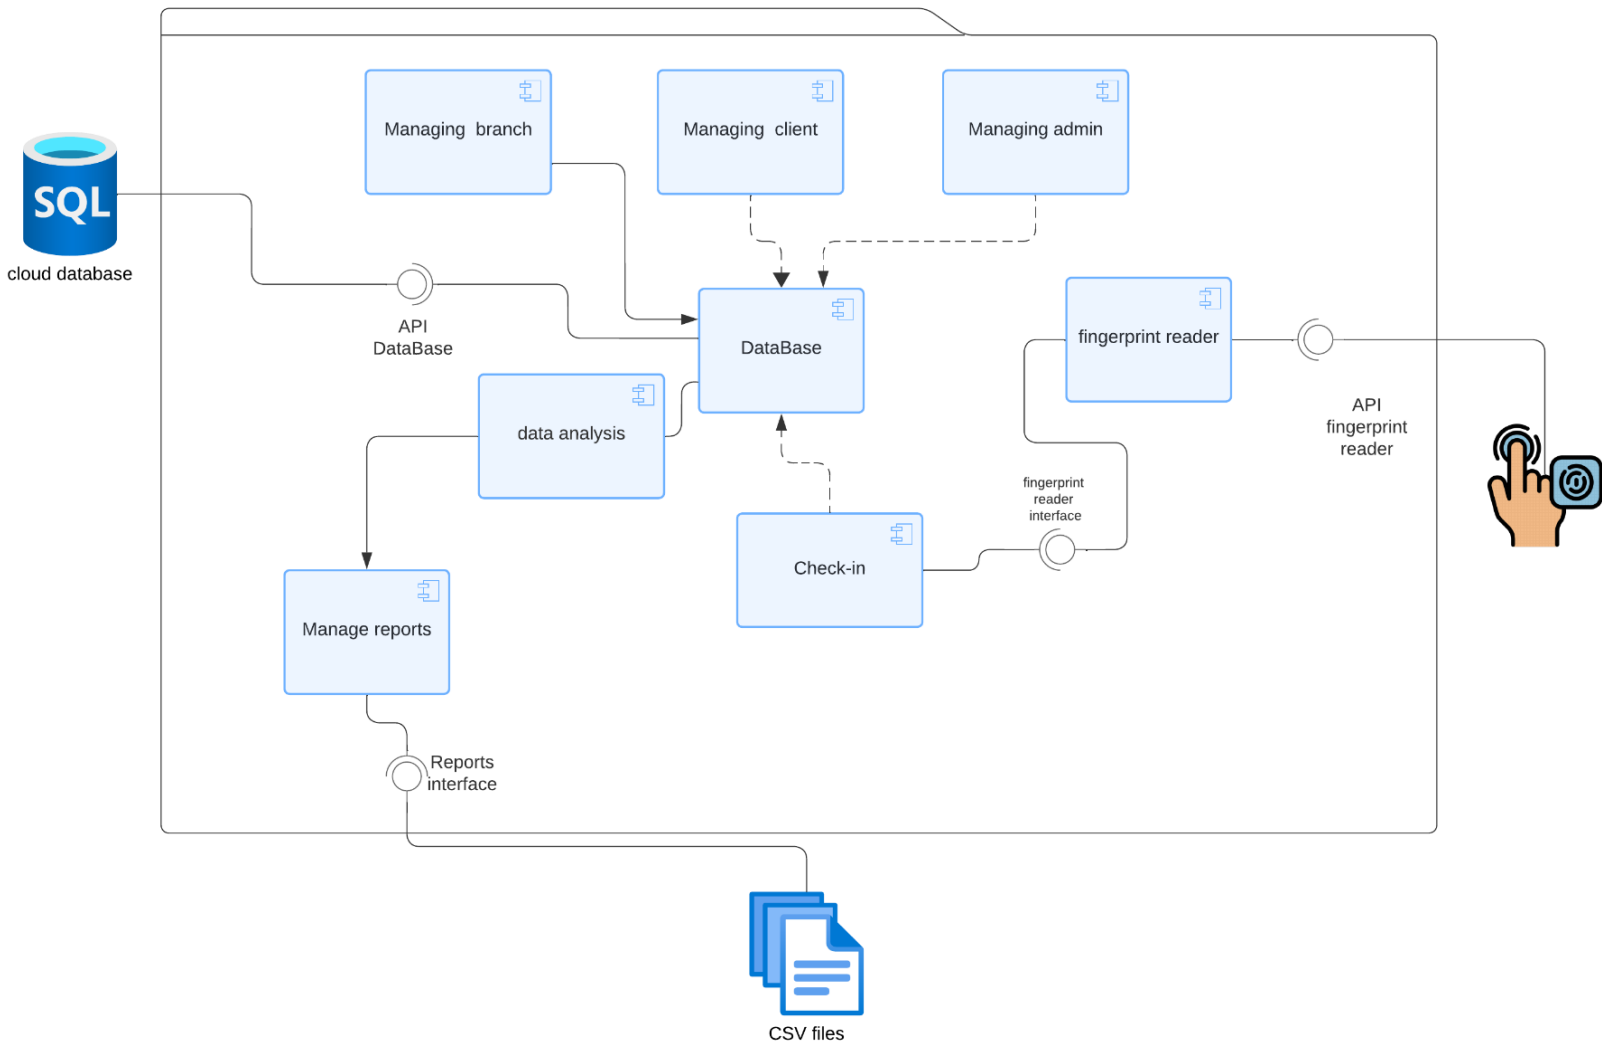 Managing branch
Managing client
Managing admin
SQL
cloud database
API
DataBase
DataBase
fingerprint reader
API
fingerprint
reader
data analysis
fingerprint
reader
interface
Check-in
Manage reports
Reports
interface
CSV files